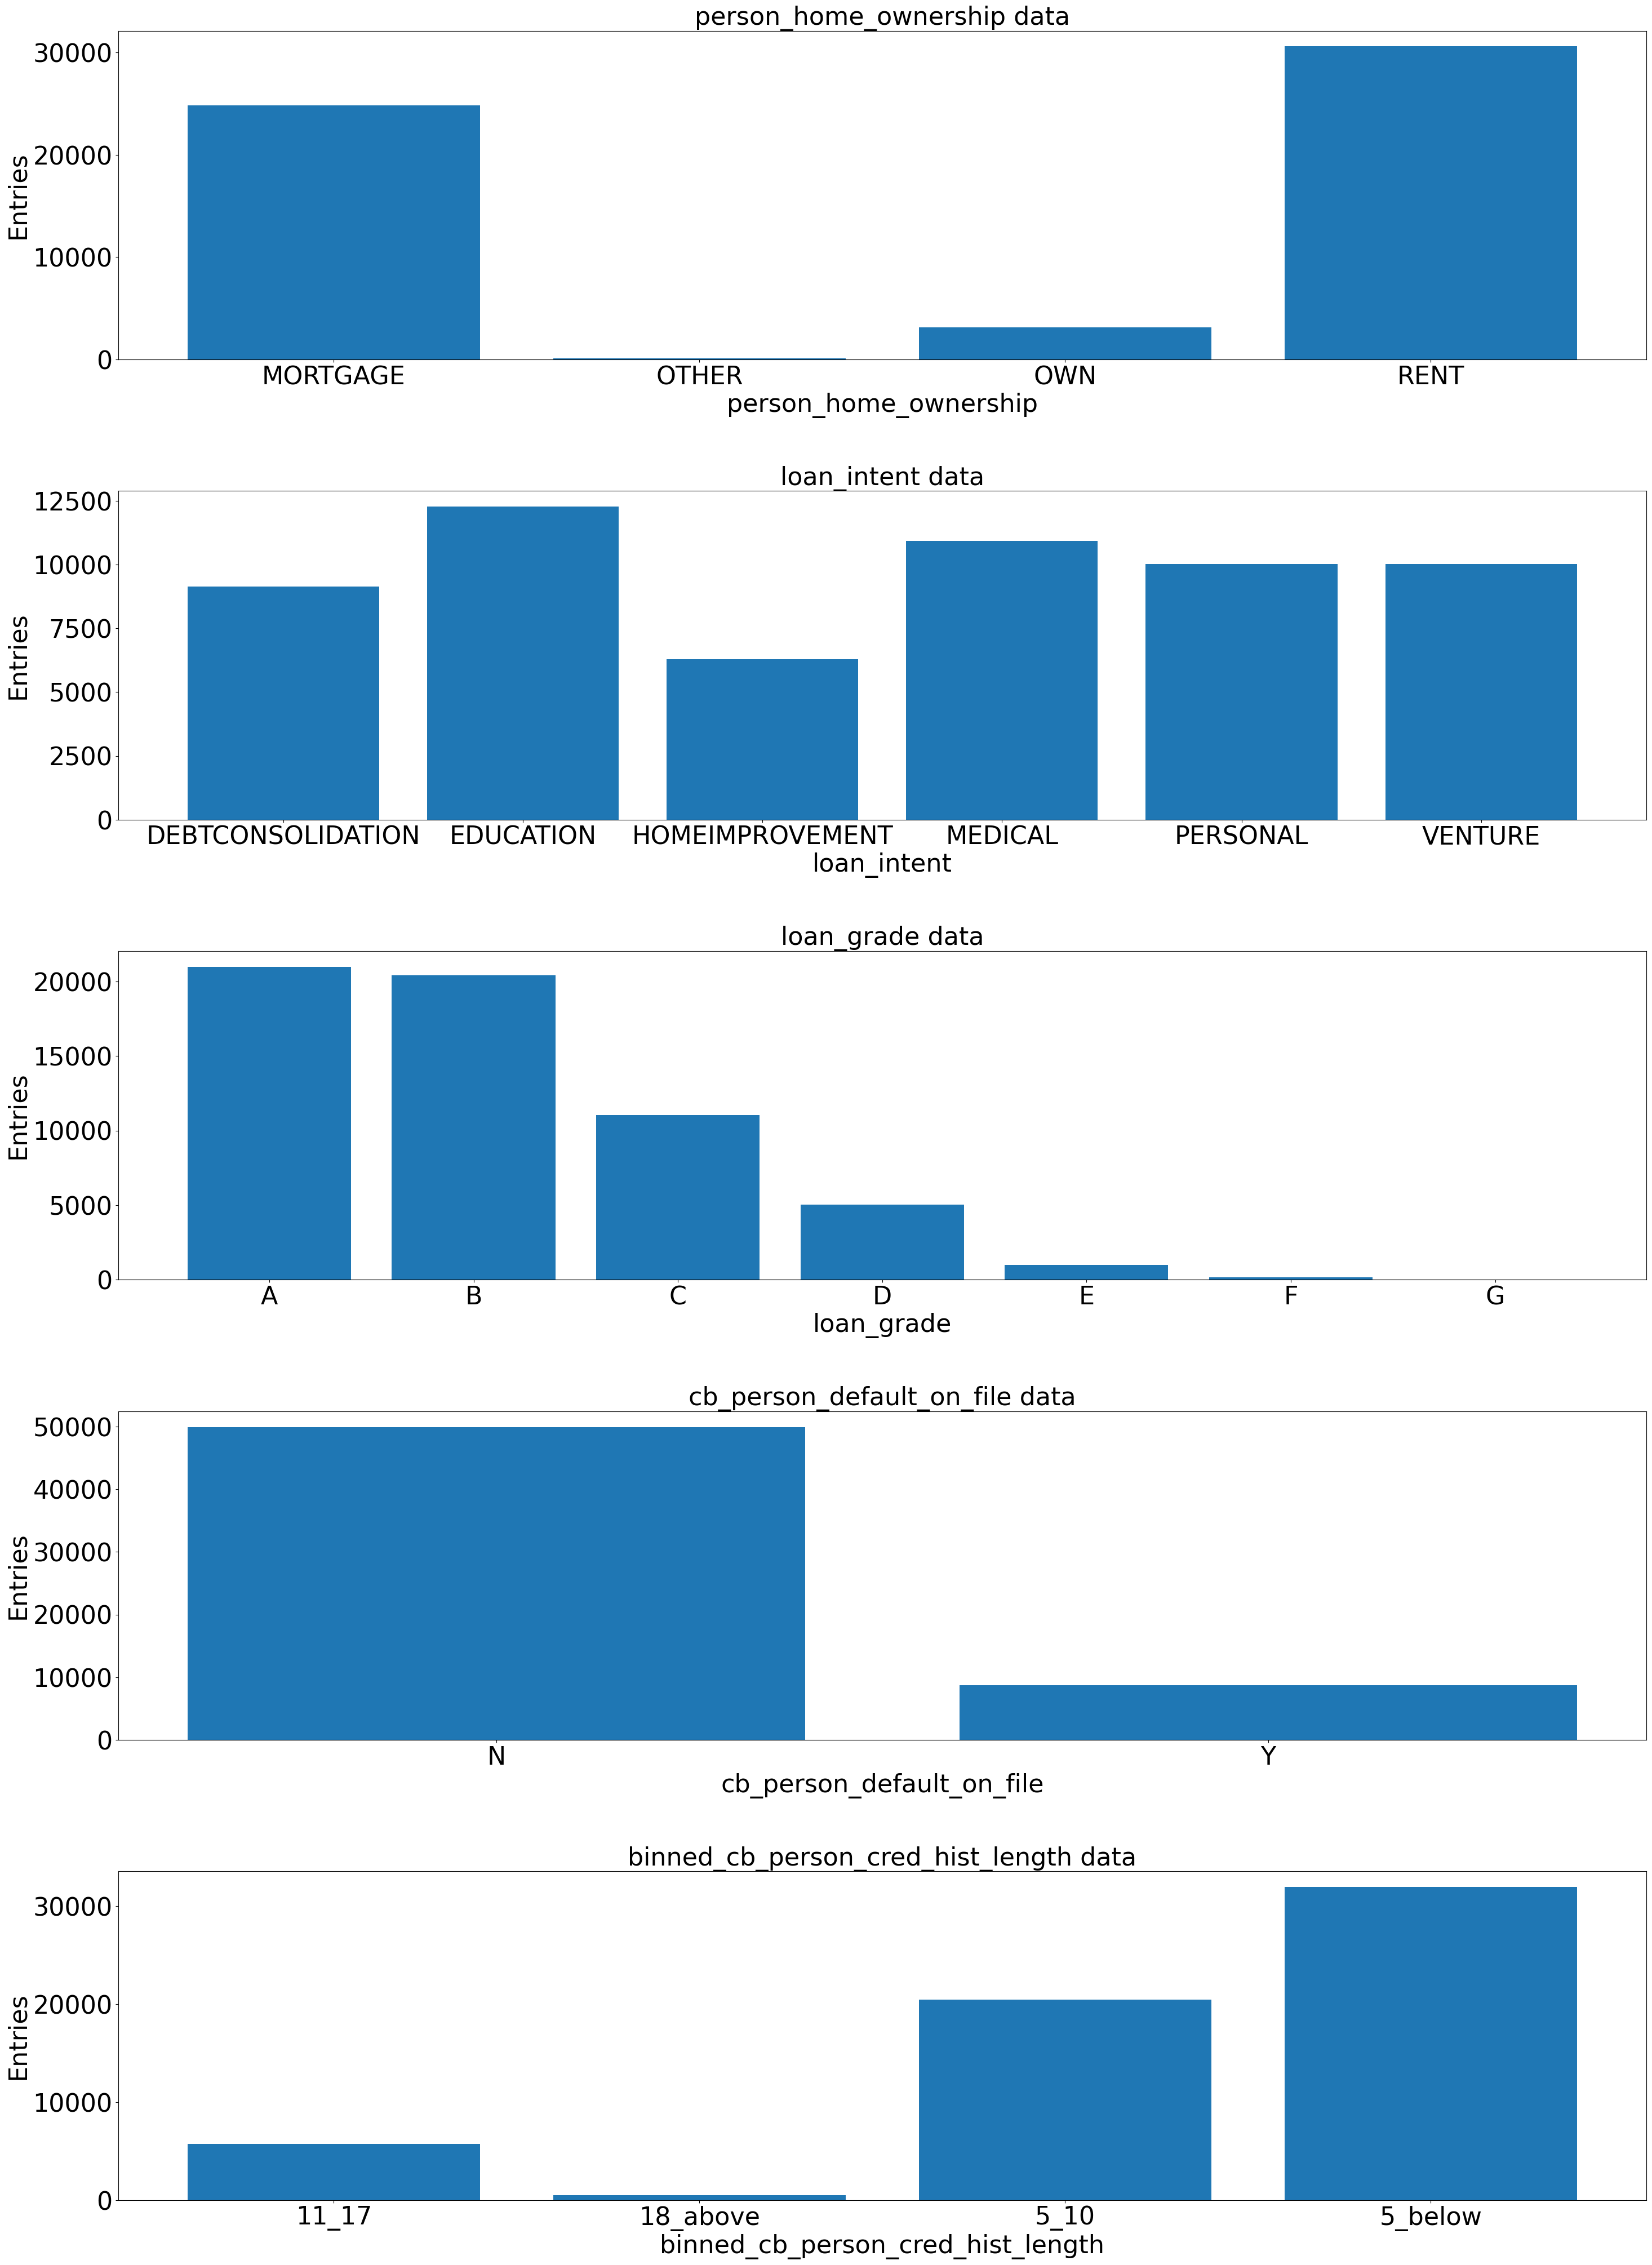 person_home_ownership data
30000
20000
10000
0
Entries
MORTGAGE OTHER OWN RENT
person_home_ownership
loan_intent data
12500
10000
7500
5000
2500
0
Entries
DEBTCONSOLIDATION EDUCATION HOMEIMPROVEMENT MEDICAL PERSONAL VENTURE
loan_intent
loan_grade data
20000
15000
10000
5000
0
Entries
A B C D E F G
loan_grade
cb_person_default_on_file data
50000
40000
30000
20000
10000
0
Entries
N Y
cb_person_default_on_file
binned_cb_person_cred_hist_length data
30000
20000
10000
0
Entries
11_17 18_above 5_10 5_below
binned_cb_person_cred_hist_length